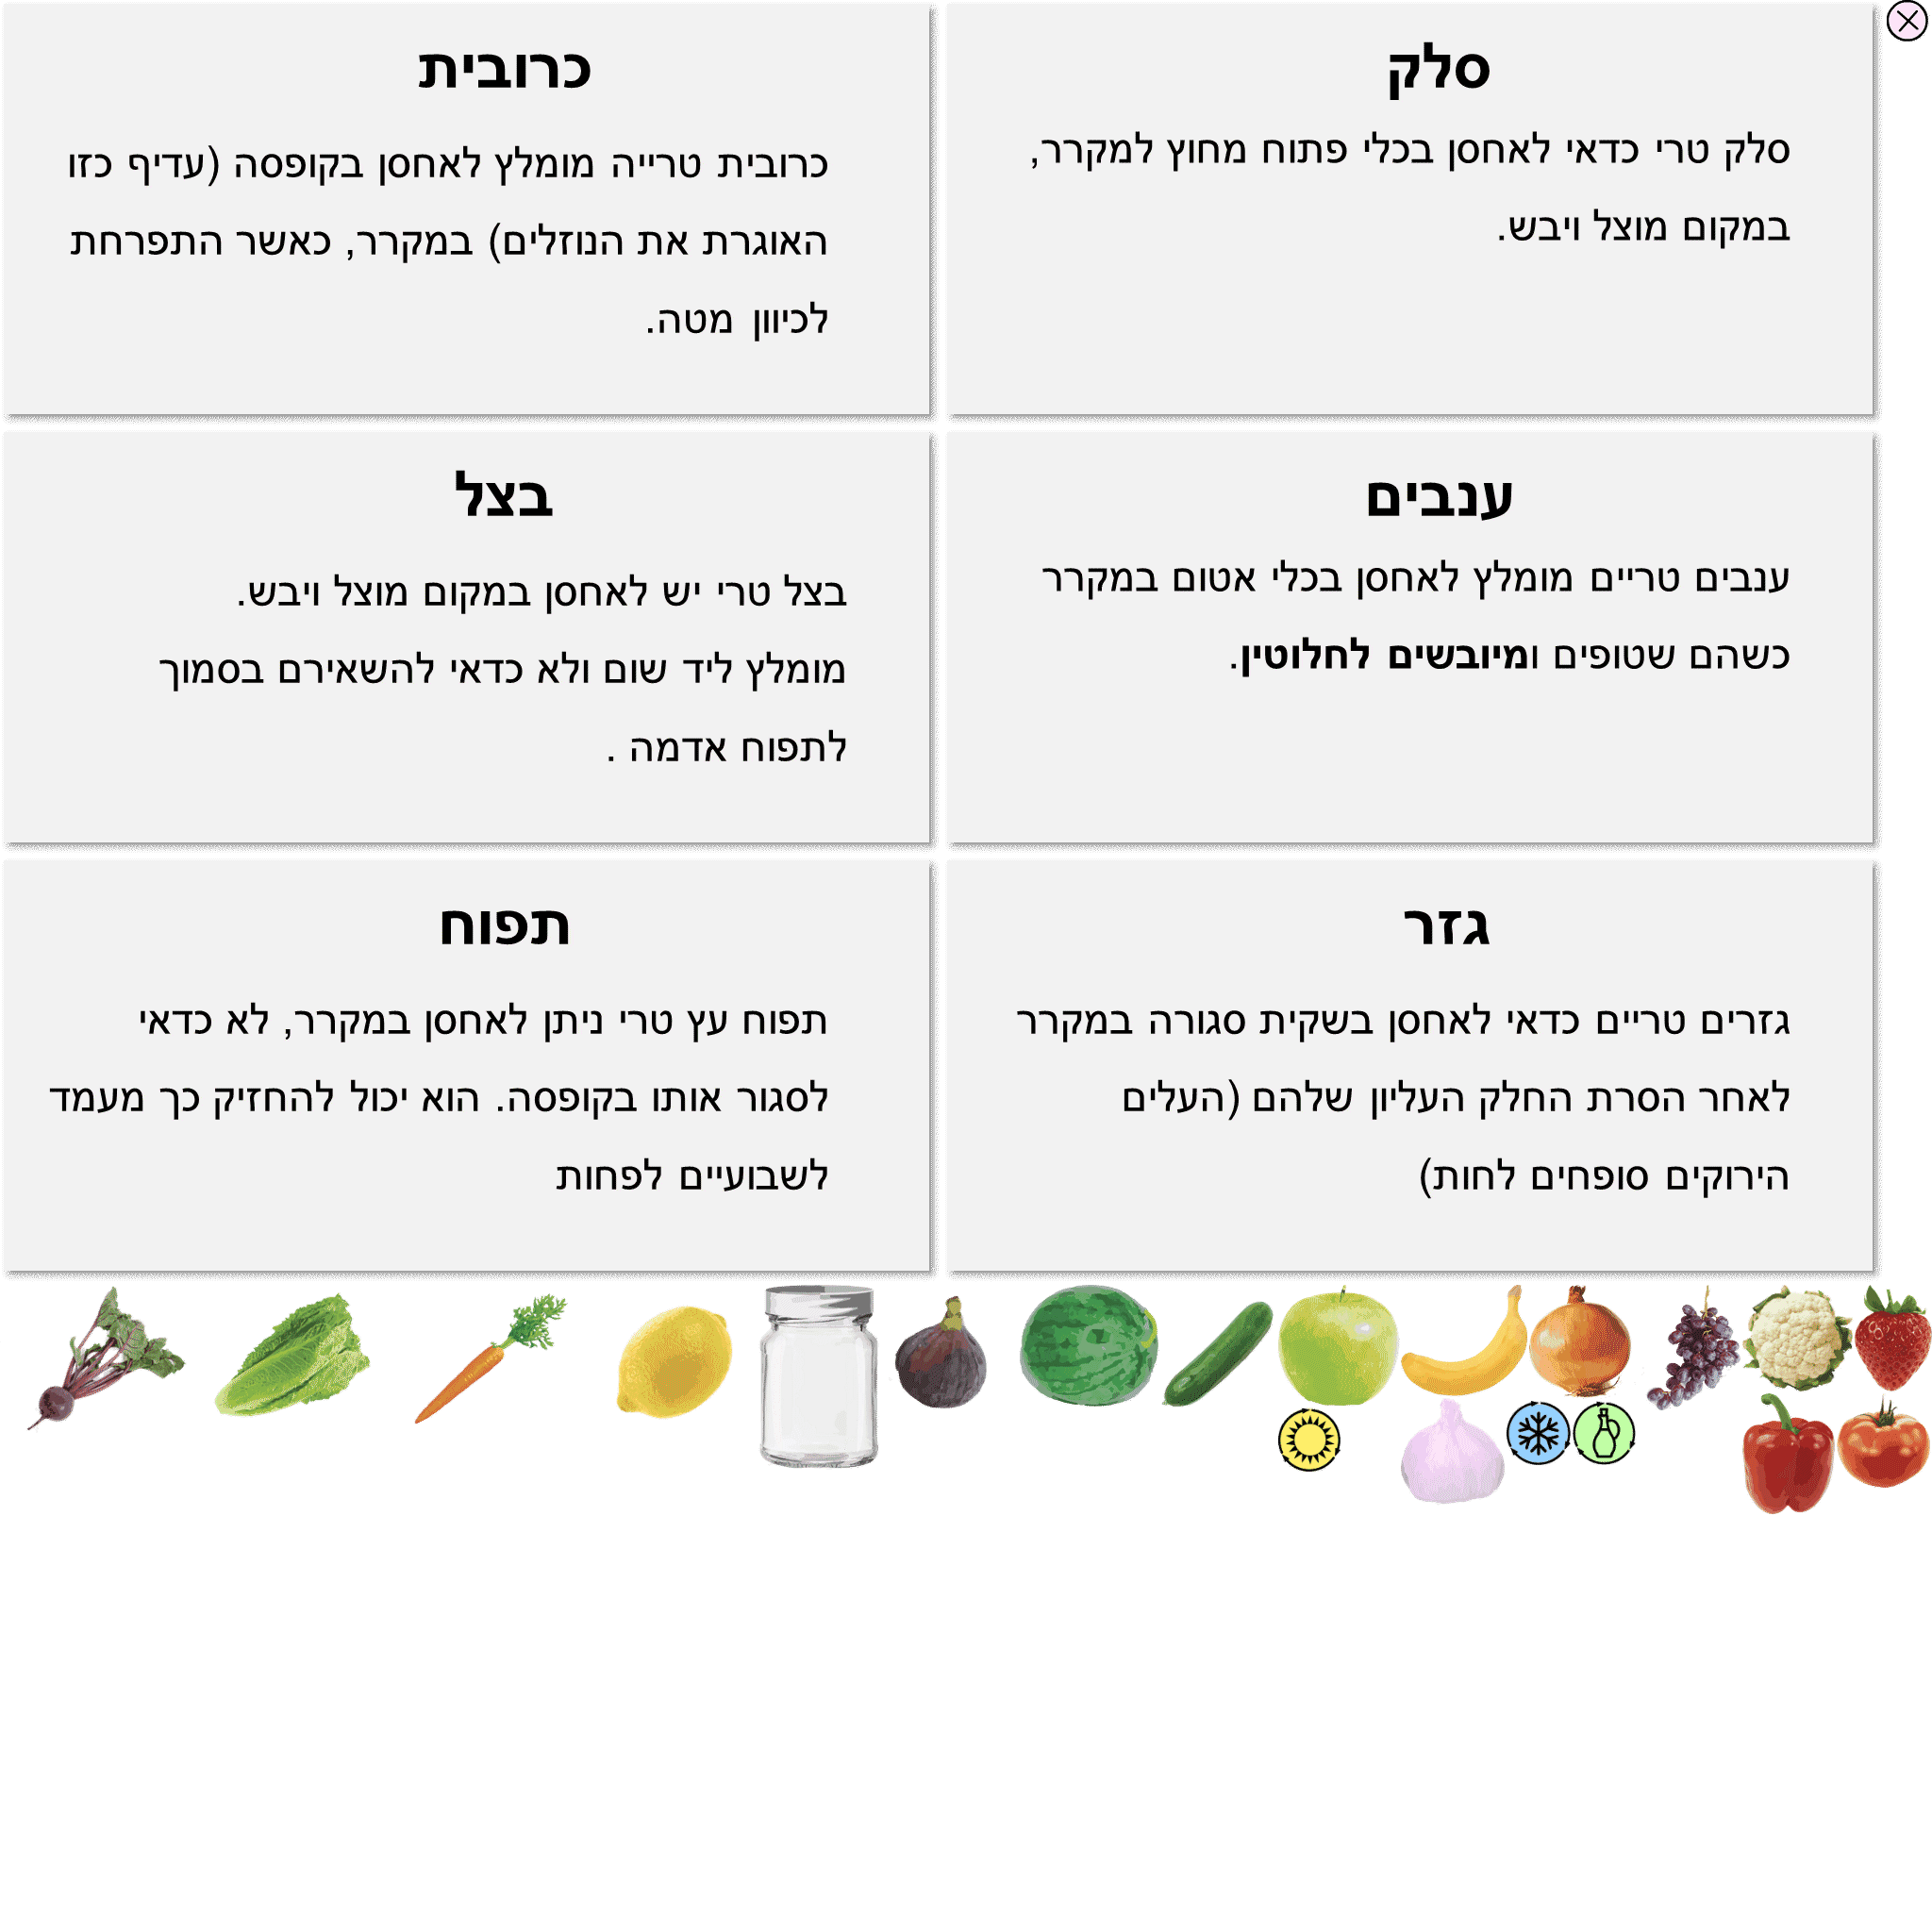 סלק
סלק טרי כדאי לאחסן בכלי פתוח מחוץ למקרר,
במקום מוצל ויבש.
כרובית
כרובית טרייה מומלץ לאחסן בקופסה (עדיף כזו
האוגרת את הנוזלים) במקרר, כאשר התפרחת
לכיוון מטה.
ענבים
ענבים טריים מומלץ לאחסן בכלי אטום במקרר
כשהם שטופים ומיובשים לחלוטין.
בצל
בצל טרי יש לאחסן במקום מוצל ויבש.
מומלץ ליד שום ולא כדאי להשאירם בסמוך
לתפוח אדמה .
גזר
גזרים טריים כדאי לאחסן בשקית סגורה במקרר
לאחר הסרת החלק העליון שלהם (העלים
הירוקים סופחים לחות)
תפוח
תפוח עץ טרי ניתן לאחסן במקרר, לא כדאי
לסגור אותו בקופסה. הוא יכול להחזיק כך מעמד
לשבועיים לפחות